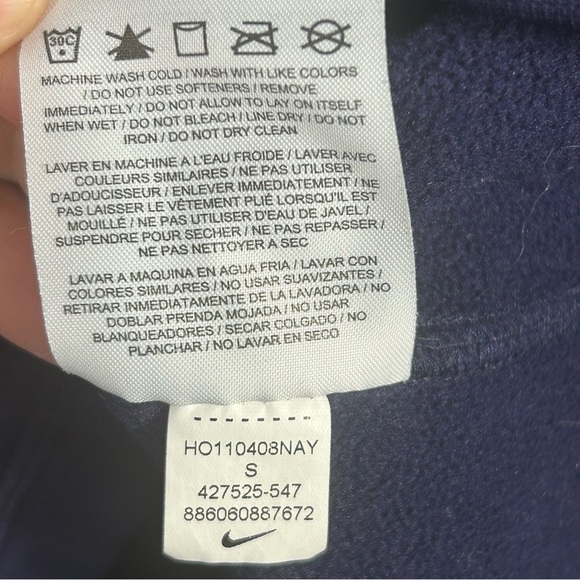 30C
MACHINE WASH COLD / WASH WITH LIKE COLORS
/ DO NOT USE SOFTENERS / REMOVE
IMMEDIATELY / DO NOT ALLOW TO LAY ON ITSELF
WHEN WET / DO NOT BLEACH / LINE DRY / DO NOT
IRON / DO NOT DRY CLEAN
LAVER EN MACHINE A L'EAU FROIDE / LAVER AVEC
COULEURS SIMILAIRES / NE PAS UTILISER
D'ADOUCISSEUR / ENLEVER IMMEDIATEMENT / NE
PAS LAISSER LE VÊTEMENT PLIÉ LORSQU'IL EST
MOUILLÉ / NE PAS UTILISER D'EAU DE JAVEL /
SUSPENDRE POUR SECHER / NE PAS REPASSER /
NE PAS NETTOYER A SEC
LAVAR A MAQUINA EN AGUA FRIA / LAVAR CON
COLORES SIMILARES / NO USAR SUAVIZANTES /
RETIRAR INMEDIATAMENTE DE LA LAVADORA / NO
DOBLAR PRENDA MOJADA / NO USAR
BLANQUEADORES / SECAR COLGADO / NO
PLANCHAR / NO LAVAR EN SECO
HO110408NAY
S
427525-547
886060887672